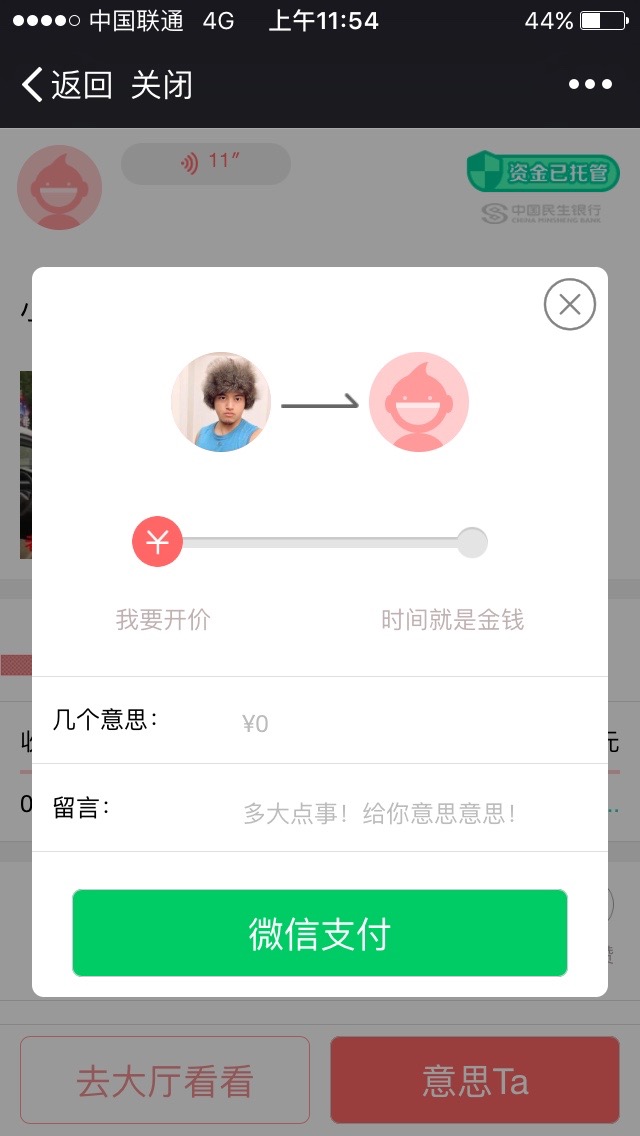 中国联通 4G 上午11:54 44%
返回 关闭
11″
资金已托管
中国民生银行
CHINA MINSHENG BANK
¥
我要开价 时间就是金钱
几个意思： ¥0
元
0
留言： 多大点事！给你意思意思！
微信支付
去大厅看看 意思Ta